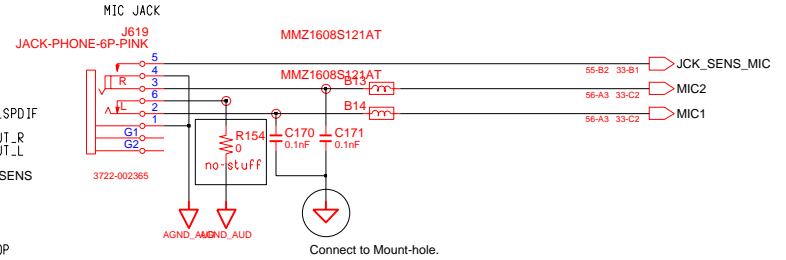 MIC JACK
J619
JACK-PHONE-6P-PINK
MMZ1608S121AT
5
JCK_SENS_MIC
55-B2 33-B1
4
MMZ1608S121AT
R
3
B13
MIC2
56-A3 33-C2
6
L
2
B14
MIC1
56-A3 33-C2
LSPDIF
1
G1
UT_R
G2
UT_L
R154
0
no-stuff
C170
0.1nF
C171
0.1nF
SENS
3722-002365
AGND_AUD
AGND_AUD
OP
Connect to Mount-hole.